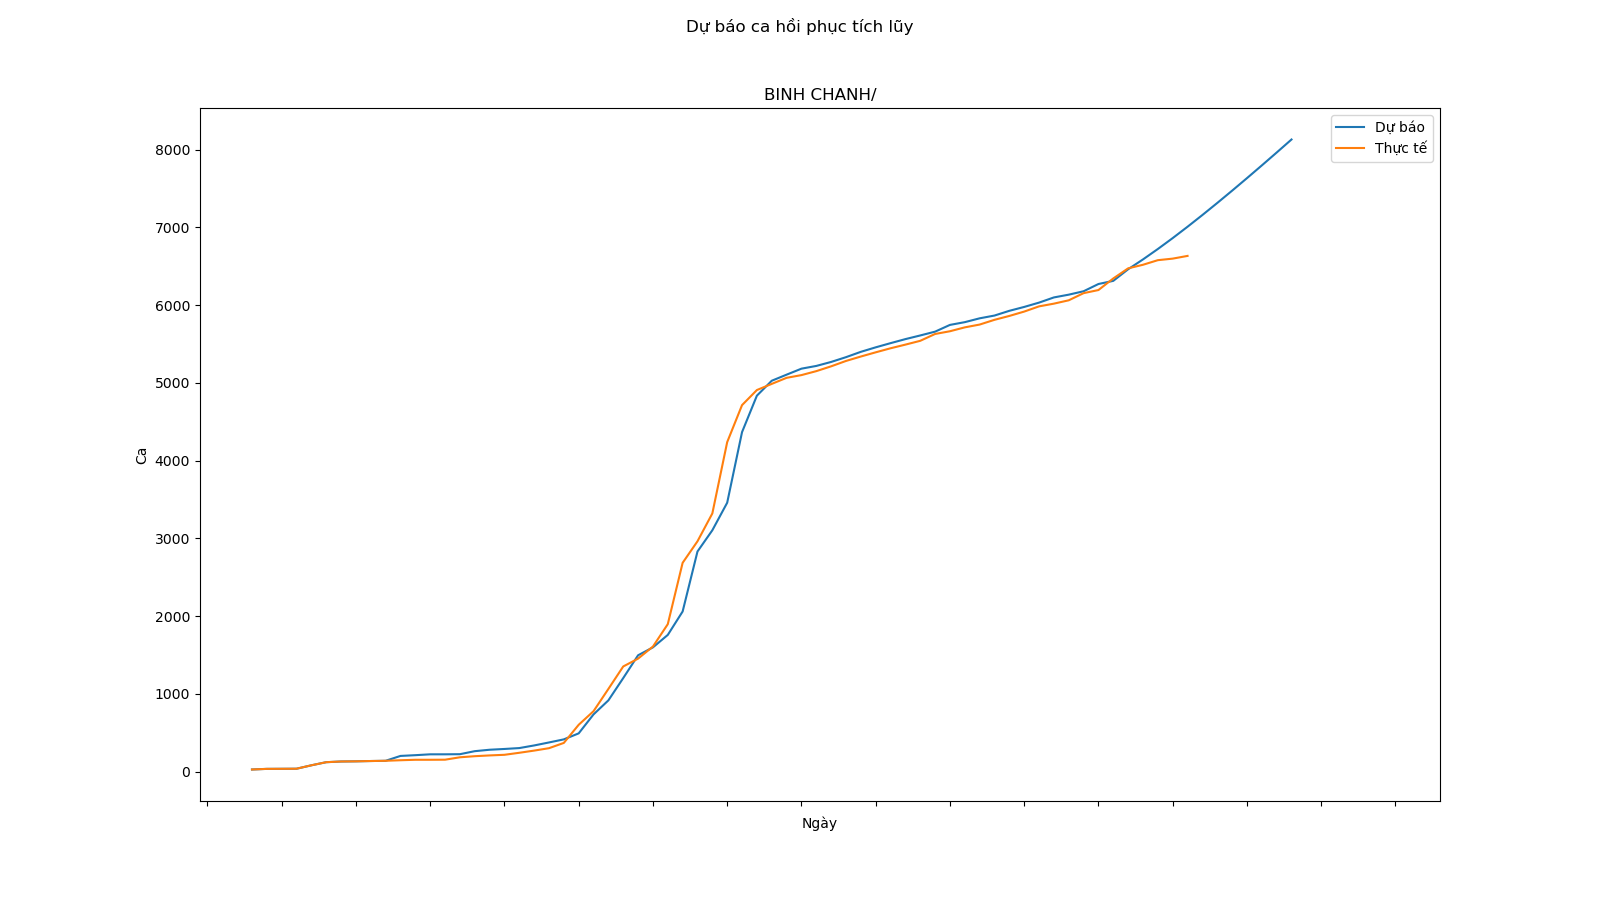 Dự báo ca hồi phục tích lũy
BINH CHANH/
Dự báo
Thực tế
8000
7000
6000
5000
4000
3000
2000
1000
0
Ca
Ngày